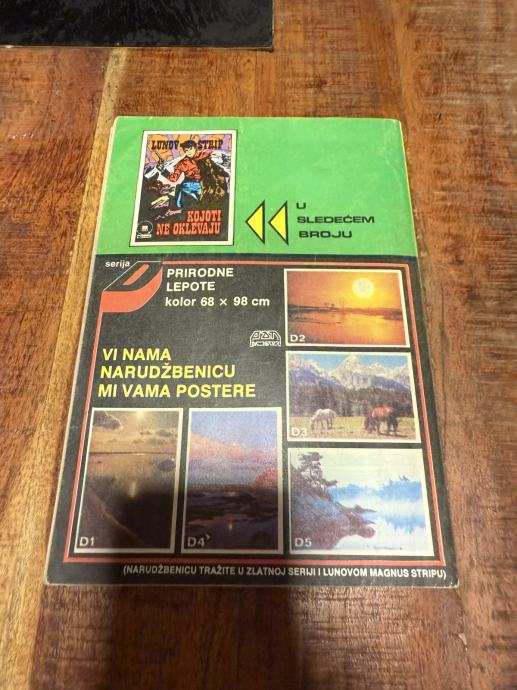 LUNOV STRIP
KOJOTI
NE OKLEVAJU
U
SLEDEĆEM
BROJU
serija
D
PRIRODNE
LEPOTE
kolor 68 × 98 cm
VI NAMA
NARUDŽBENICU
MI VAMA POSTERE
D2
D3
D1
D4
D5
(NARUDŽBENICU TRAŽITE U ZLATNOJ SERIJI I LUNOVOM MAGNUS STRIPU)